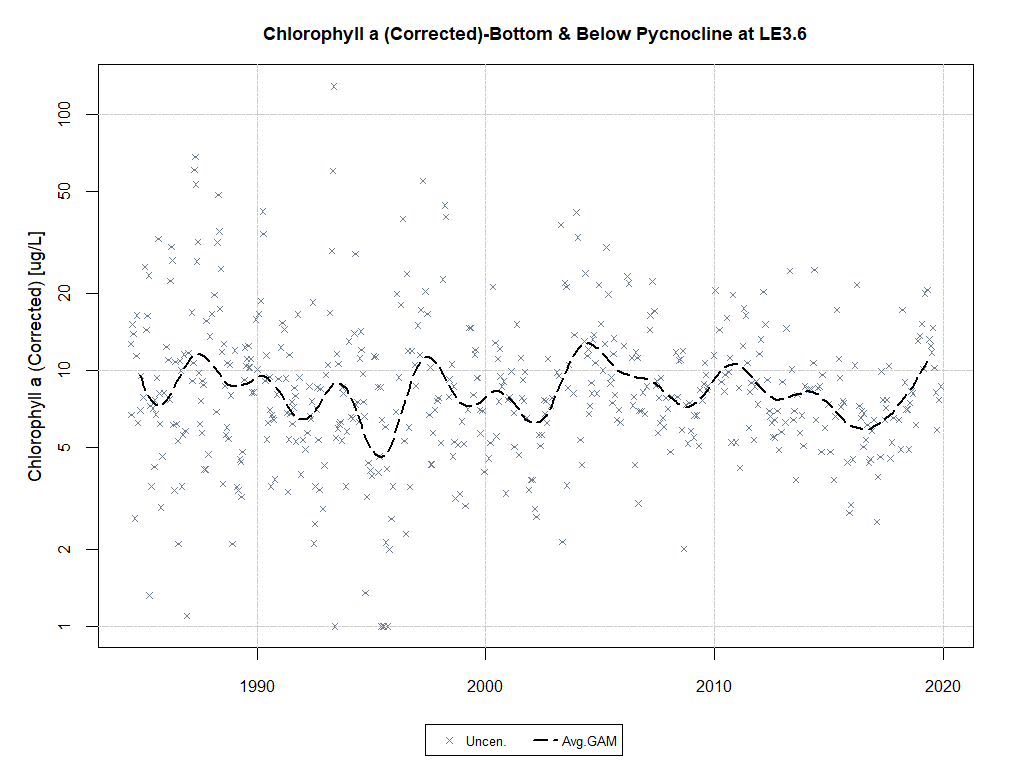 Chlorophyll a (Corrected)-Bottom & Below Pycnocline at LE3.6
Chlorophyll a (Corrected) [ug/L]
100
50
20
10
5
2
1
1990 2000 2010 2020
Uncen. Avg.GAM